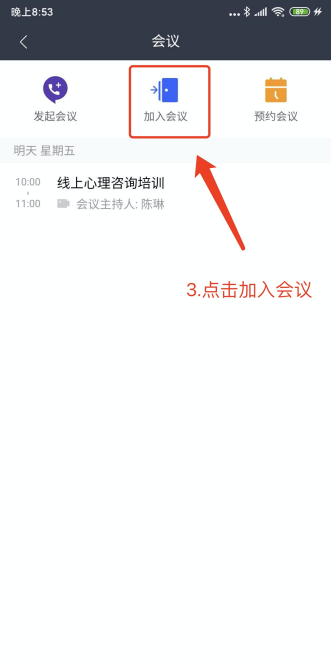 晚上8:53
89
会议
发起会议
加入会议
预约会议
明天 星期五
10:00
线上心理咨询培训
11:00
会议主持人: 陈琳
3.点击加入会议